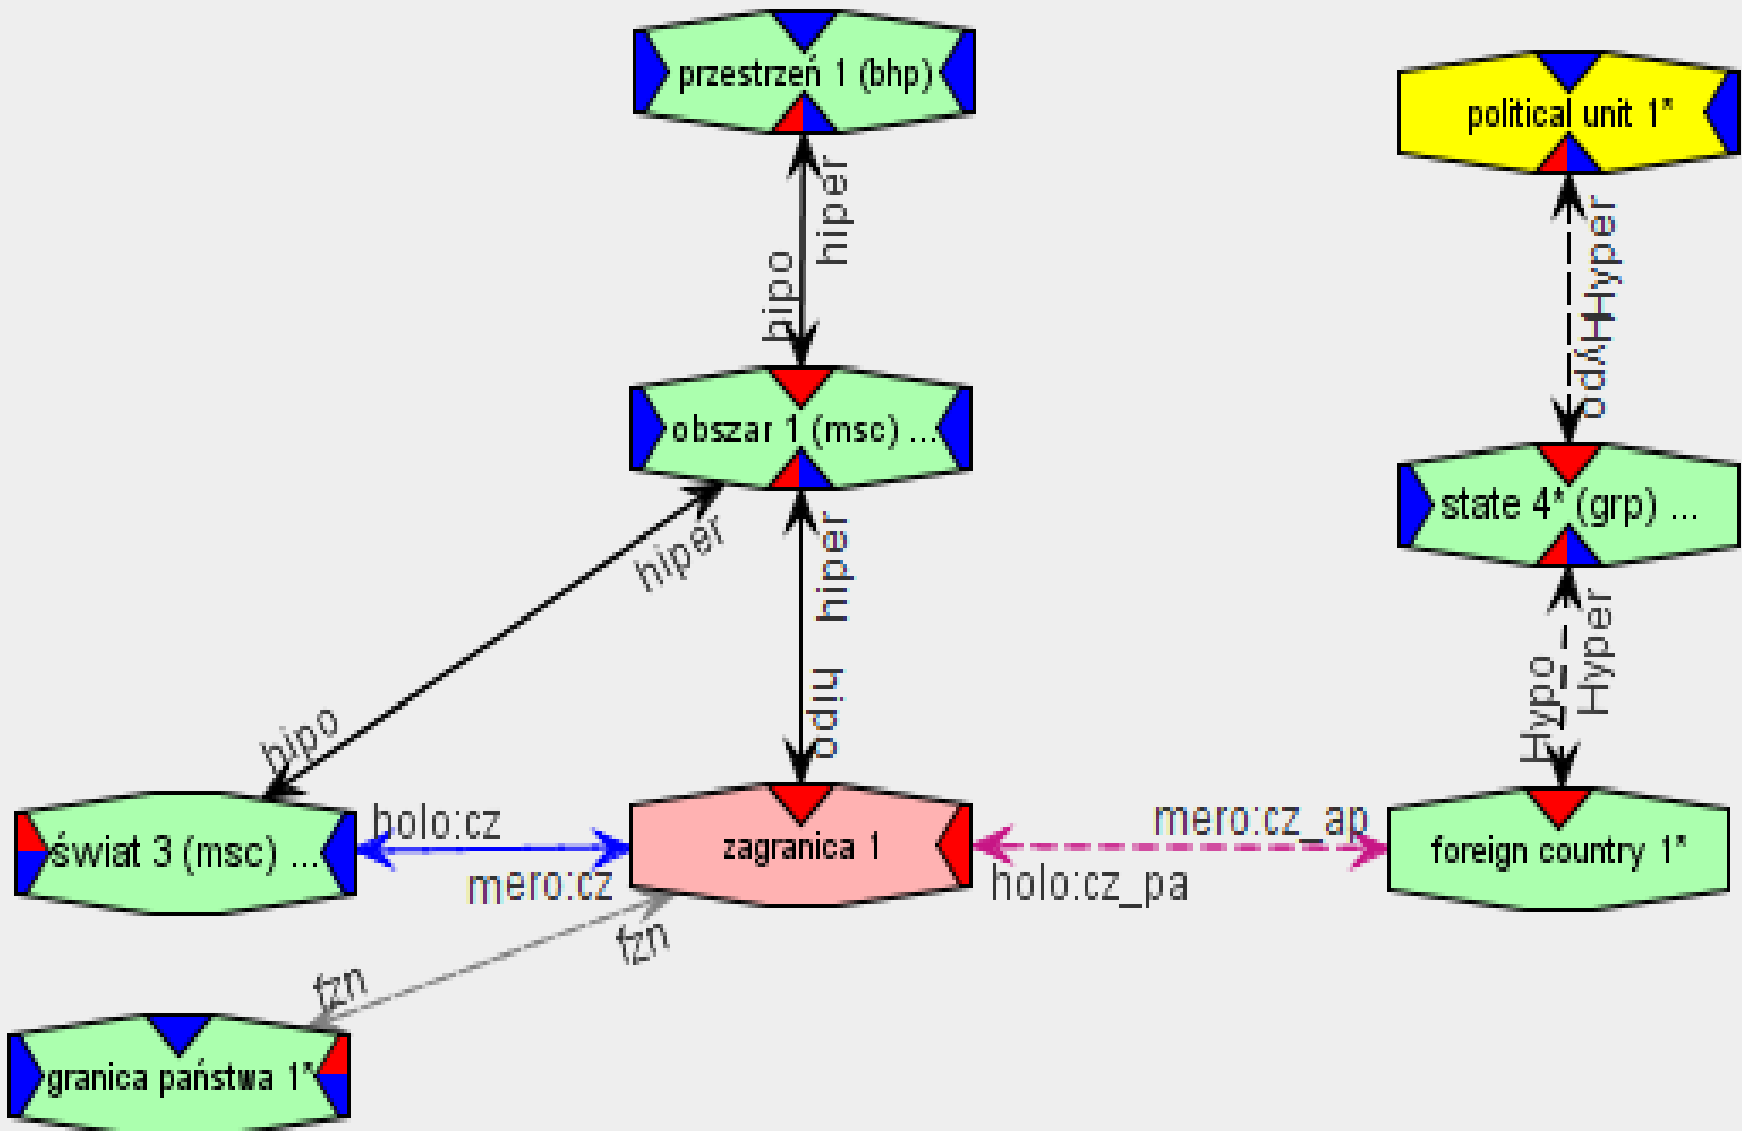 przestrzeń 1 (bhp)
political unit 1*
hiper
hipo
Hyper
Hypo
obszar 1 (msc) ...
state 4* (grp) ...
hiper
hiper
hipo
hipo
Hyper
Hypo
świat 3 (msc) ...
holo:cz
mero:cz
zagranica 1
mero:cz_ap
holo:cz_pa
foreign country 1*
fzn
fzn
granica państwa 1*